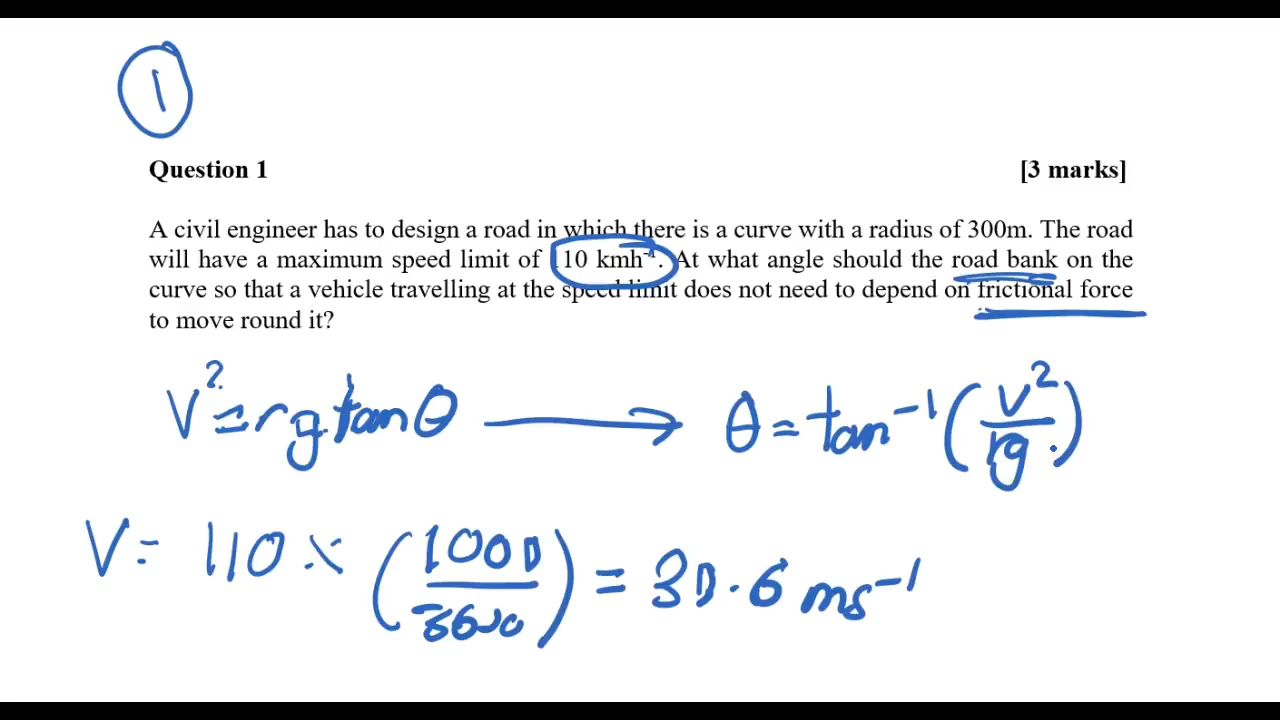 1
Question 1 [3 marks]
A civil engineer has to design a road in which there is a curve with a radius of 300m. The road
will have a maximum speed limit of 110 kmh⁻¹. At what angle should the road bank on the
curve so that a vehicle travelling at the speed limit does not need to depend on frictional force
to move round it?
V² = rg tan θ → θ = tan⁻¹ (V²/rg)
V = 110 × (1000/3600) = 30.6 ms⁻¹